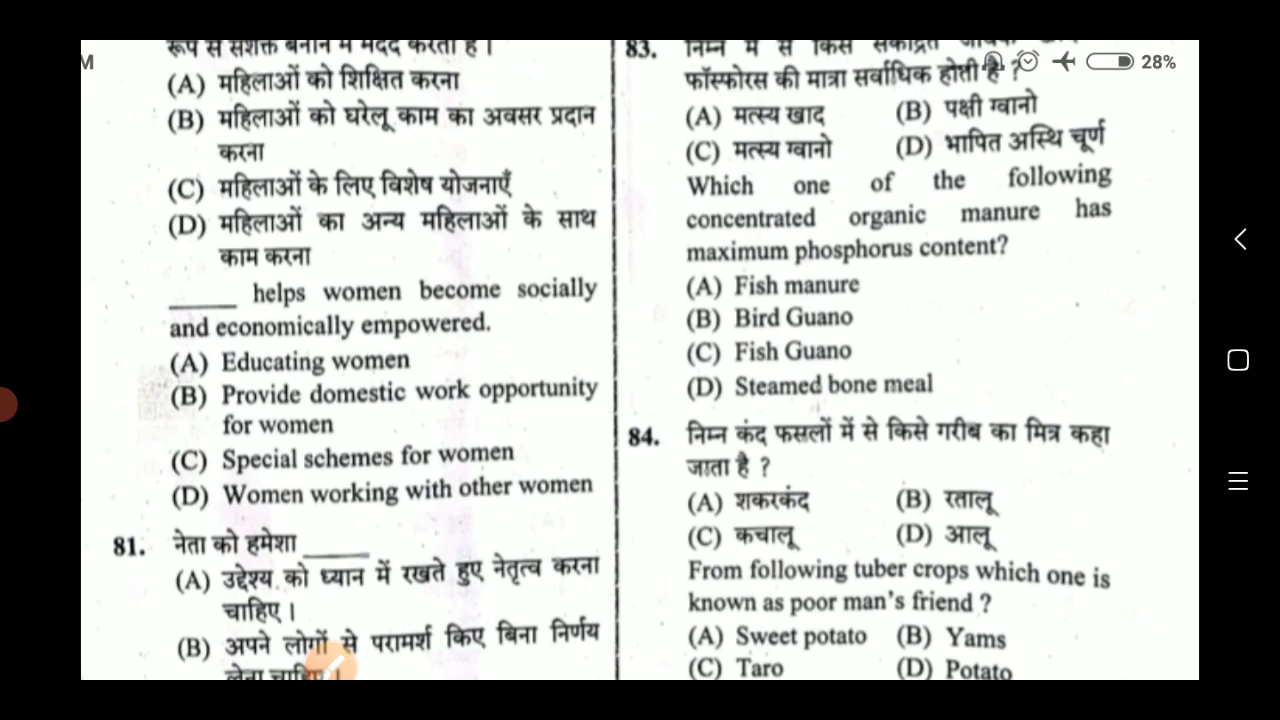 M
28%
रूप से सशक्त बनाने में मदद करता है ।
(A) महिलाओं को शिक्षित करना
(B) महिलाओं को घरेलू काम का अवसर प्रदान
करना
(C) महिलाओं के लिए विशेष योजनाएँ
(D) महिलाओं का अन्य महिलाओं के साथ
काम करना
_____ helps women become socially
and economically empowered.
(A) Educating women
(B) Provide domestic work opportunity
for women
(C) Special schemes for women
(D) Women working with other women
81. नेता को हमेशा _____
(A) उद्देश्य को ध्यान में रखते हुए नेतृत्व करना
चाहिए ।
(B) अपने लोगों से परामर्श किए बिना निर्णय
लेना चाहिए ।
83. निम्न में से किस
फॉस्फोरस की मात्रा सर्वाधिक होती है ?
(A) मत्स्य खाद (B) पक्षी ग्वानो
(C) मत्स्य ग्वानो (D) भापित अस्थि चूर्ण
Which one of the following
concentrated organic manure has
maximum phosphorus content?
(A) Fish manure
(B) Bird Guano
(C) Fish Guano
(D) Steamed bone meal
84. निम्न कंद फसलों में से किसे गरीब का मित्र कहा
जाता है ?
(A) शकरकंद (B) रतालू
(C) कचालू (D) आलू
From following tuber crops which one is
known as poor man's friend ?
(A) Sweet potato (B) Yams
(C) Taro (D) Potato